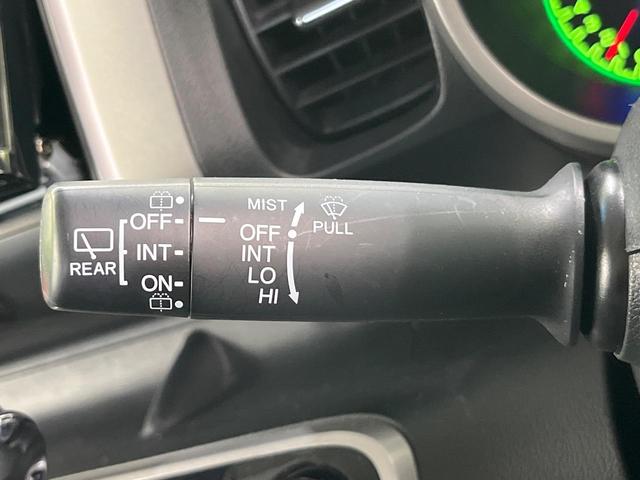 REAR
OFF
INT
ON
MIST
OFF
INT
LO
HI
PULL